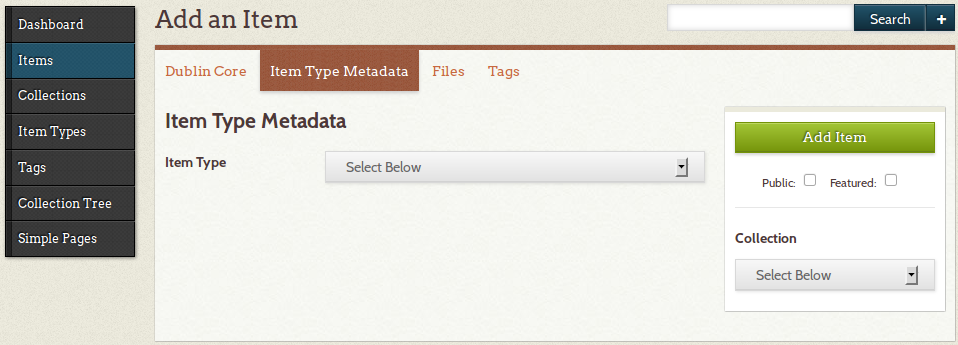 Add an Item
Search +
Dashboard
Items
Collections
Item Types
Tags
Collection Tree
Simple Pages
Dublin Core Item Type Metadata Files Tags
Item Type Metadata
Item Type Select Below
Add Item
Public: Featured:
Collection
Select Below